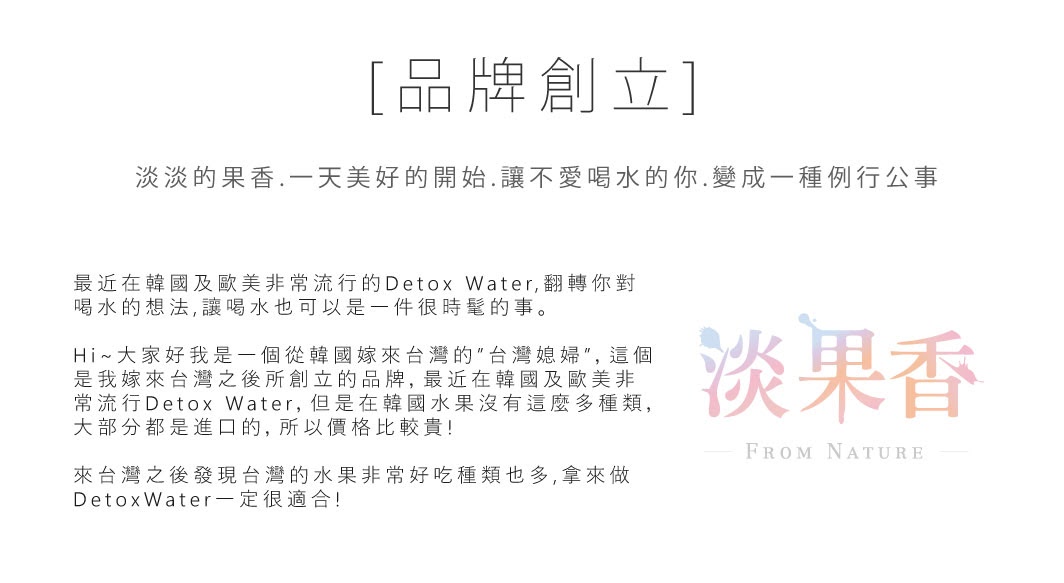 [品牌創立]
淡淡的果香.一天美好的開始.讓不愛喝水的你.變成一種例行公事
最近在韓國及歐美非常流行的Detox Water,翻轉你對
喝水的想法,讓喝水也可以是一件很時髦的事。
Hi~大家好我是一個從韓國嫁來台灣的"台灣媳婦", 這個
是我嫁來台灣之後所創立的品牌, 最近在韓國及歐美非
常流行Detox Water, 但是在韓國水果沒有這麼多種類,
大部分都是進口的, 所以價格比較貴!
來台灣之後發現台灣的水果非常好吃種類也多,拿來做
DetoxWater一定很適合!
淡果香
FROM NATURE